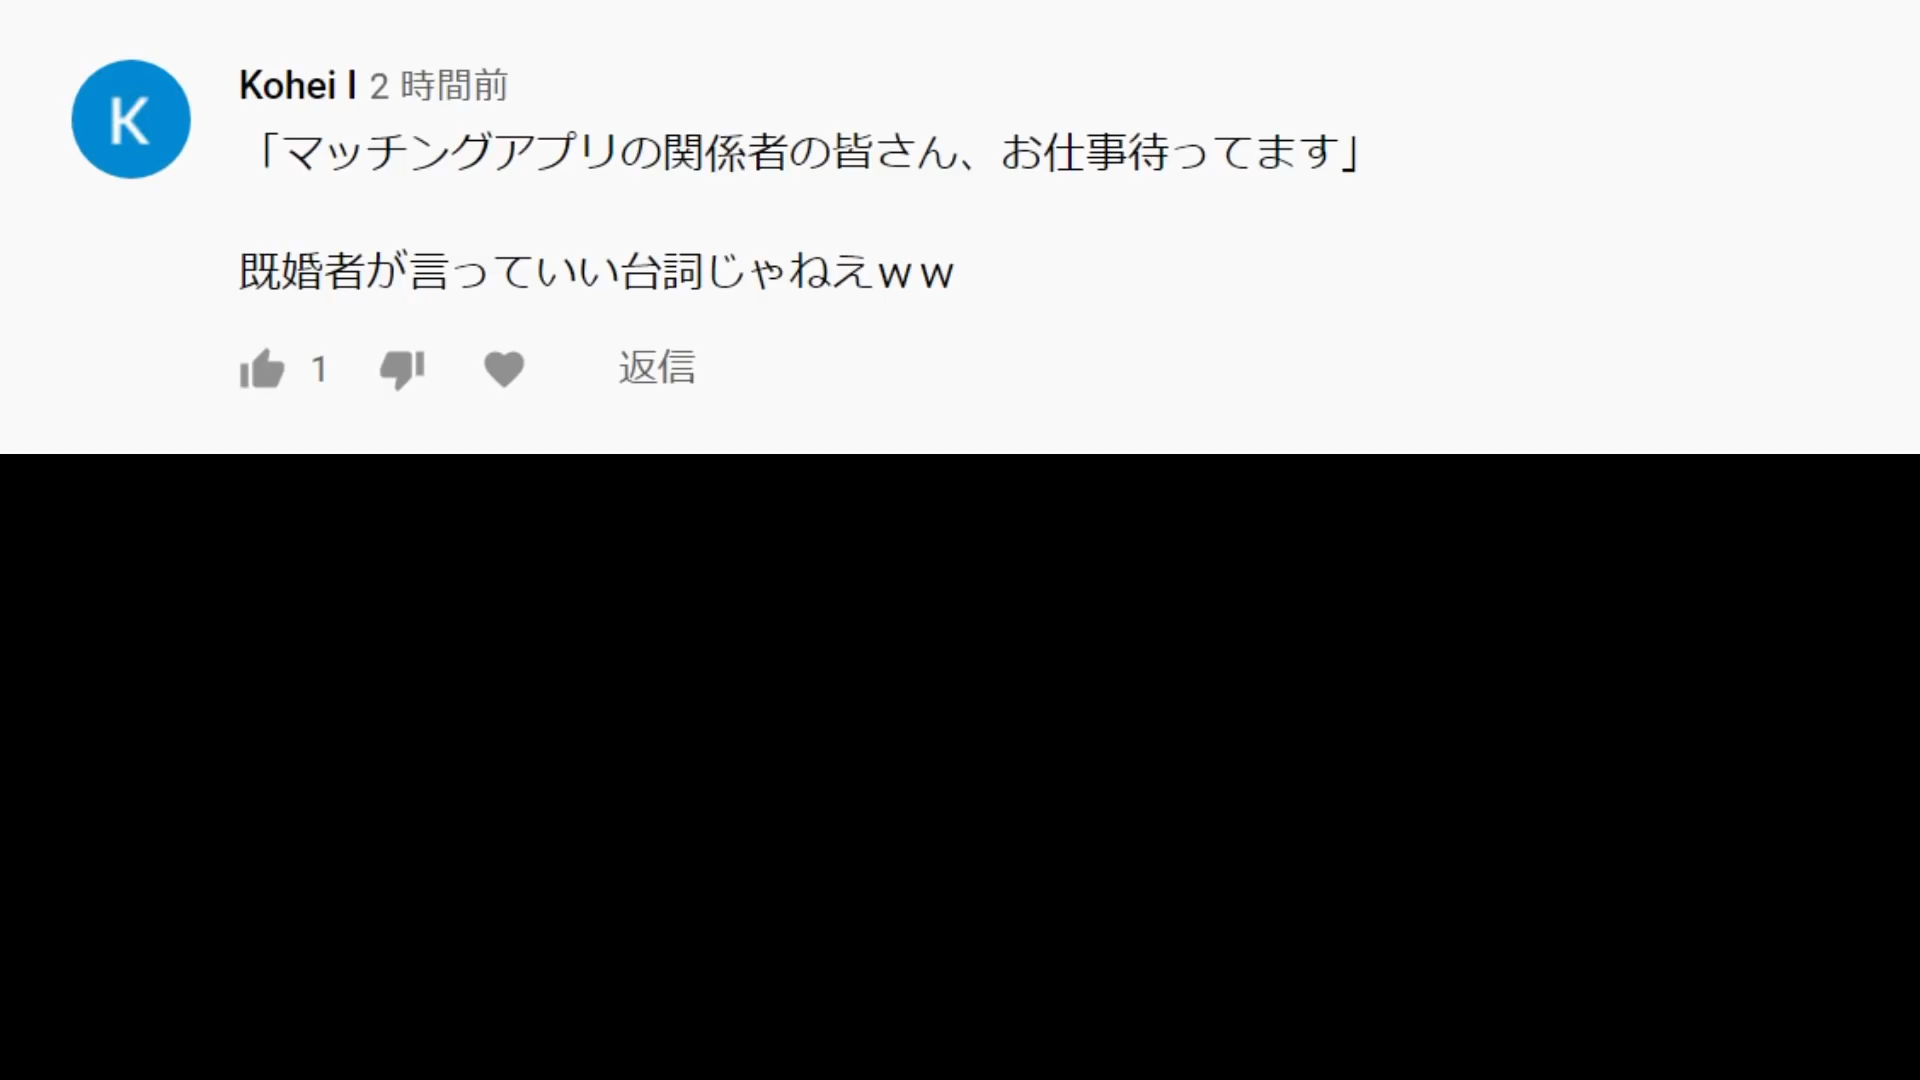 K
Kohei I 2 時間前
「マッチングアプリの関係者の皆さん、お仕事待ってます」
既婚者が言っていい台詞じゃねえｗｗ
1 返信